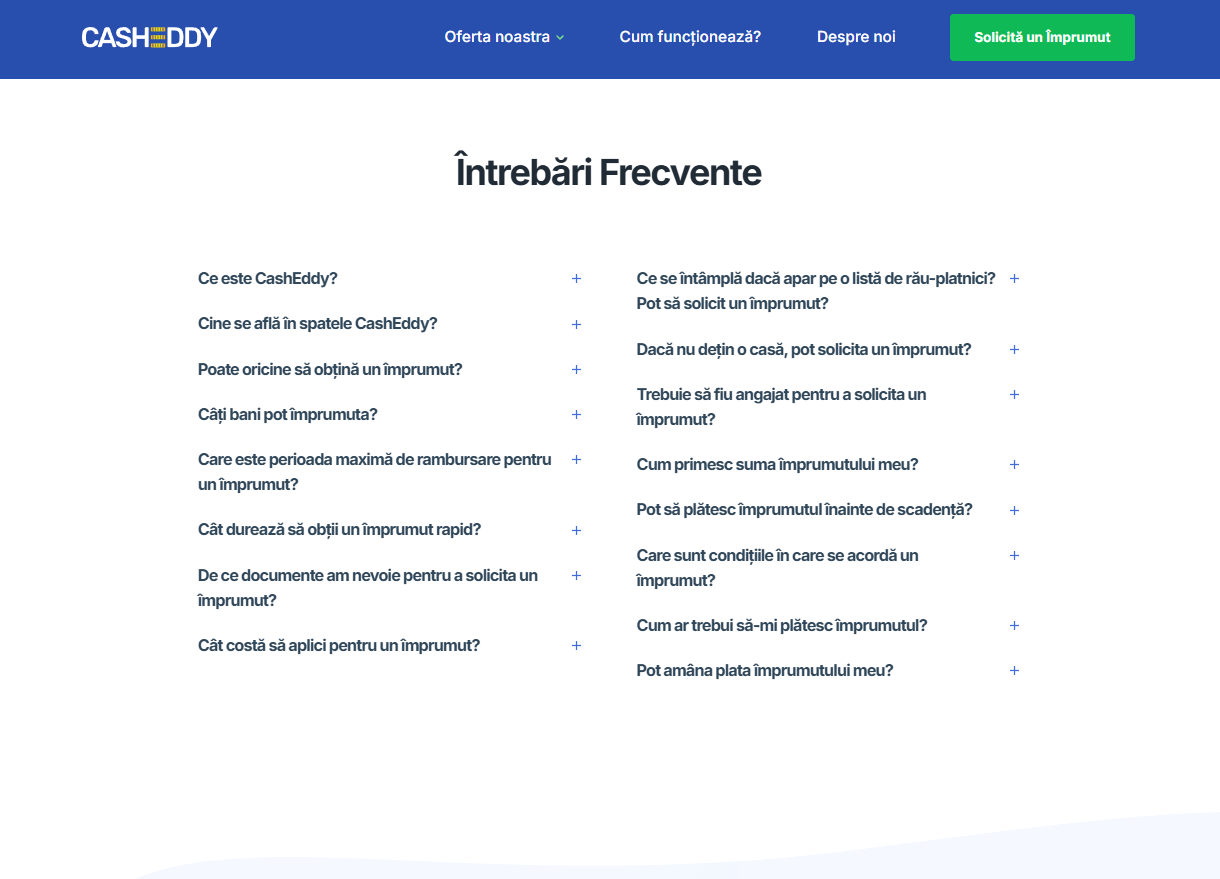 CASHEDDY
Oferta noastra
Cum funcționează?
Despre noi
Solicită un Împrumut
Întrebări Frecvente
Ce este CashEddy?
Cine se află în spatele CashEddy?
Poate oricine să obțină un împrumut?
Câți bani pot împrumuta?
Care este perioada maximă de rambursare pentru
un împrumut?
Cât durează să obții un împrumut rapid?
De ce documente am nevoie pentru a solicita un
împrumut?
Cât costă să aplici pentru un împrumut?
Ce se întâmplă dacă apar pe o listă de rău-platnici?
Pot să solicit un împrumut?
Dacă nu dețin o casă, pot solicita un împrumut?
Trebuie să fiu angajat pentru a solicita un
împrumut?
Cum primesc suma împrumutului meu?
Pot să plătesc împrumutul înainte de scadență?
Care sunt condițiile în care se acordă un
împrumut?
Cum ar trebui să-mi plătesc împrumutul?
Pot amâna plata împrumutului meu?